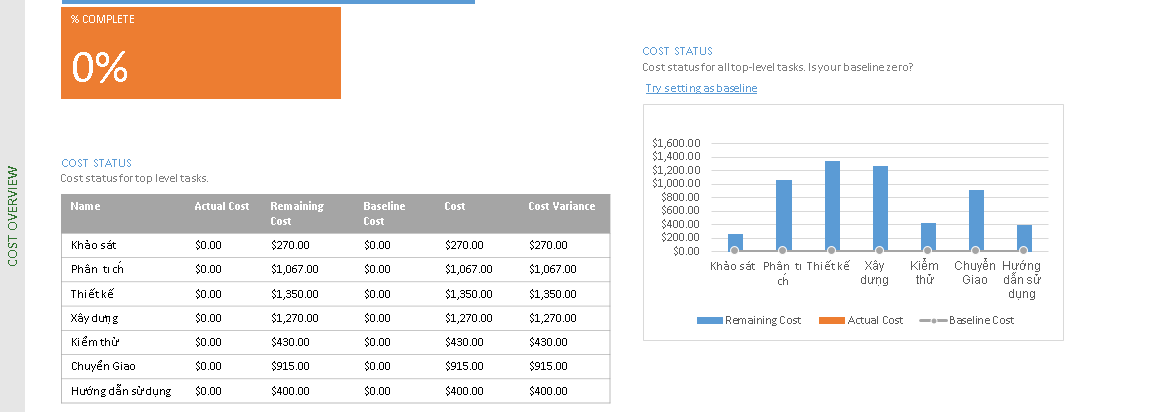 COST OVERVIEW
% COMPLETE
0%
COST STATUS
Cost status for top level tasks.
Name Actual Cost Remaining Cost Baseline Cost Cost Cost Variance
Khảo sát $0.00 $270.00 $0.00 $270.00 $270.00
Phân tích $0.00 $1,067.00 $0.00 $1,067.00 $1,067.00
Thiết kế $0.00 $1,350.00 $0.00 $1,350.00 $1,350.00
Xây dựng $0.00 $1,270.00 $0.00 $1,270.00 $1,270.00
Kiểm thử $0.00 $430.00 $0.00 $430.00 $430.00
Chuyển Giao $0.00 $915.00 $0.00 $915.00 $915.00
Hướng dẫn sử dụng $0.00 $400.00 $0.00 $400.00 $400.00
COST STATUS
Cost status for all top-level tasks. Is your baseline zero?
Try setting as baseline
$1,600.00
$1,400.00
$1,200.00
$1,000.00
$800.00
$600.00
$400.00
$200.00
$0.00
Khảo sát Phân tích Thiết kế Xây dựng Kiểm thử Chuyển Giao Hướng dẫn sử dụng
Remaining Cost Actual Cost Baseline Cost